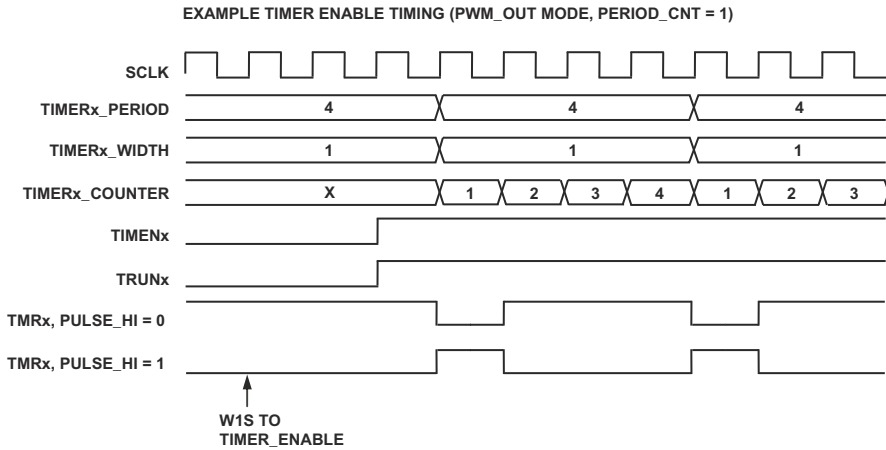 EXAMPLE TIMER ENABLE TIMING (PWM_OUT MODE, PERIOD_CNT = 1)
SCLK
TIMERx_PERIOD 4 4 4
TIMERx_WIDTH 1 1 1
TIMERx_COUNTER X 1 2 3 4 1 2 3
TIMENx
TRUNx
TMRx, PULSE_HI = 0
TMRx, PULSE_HI = 1
W1S TO
TIMER_ENABLE